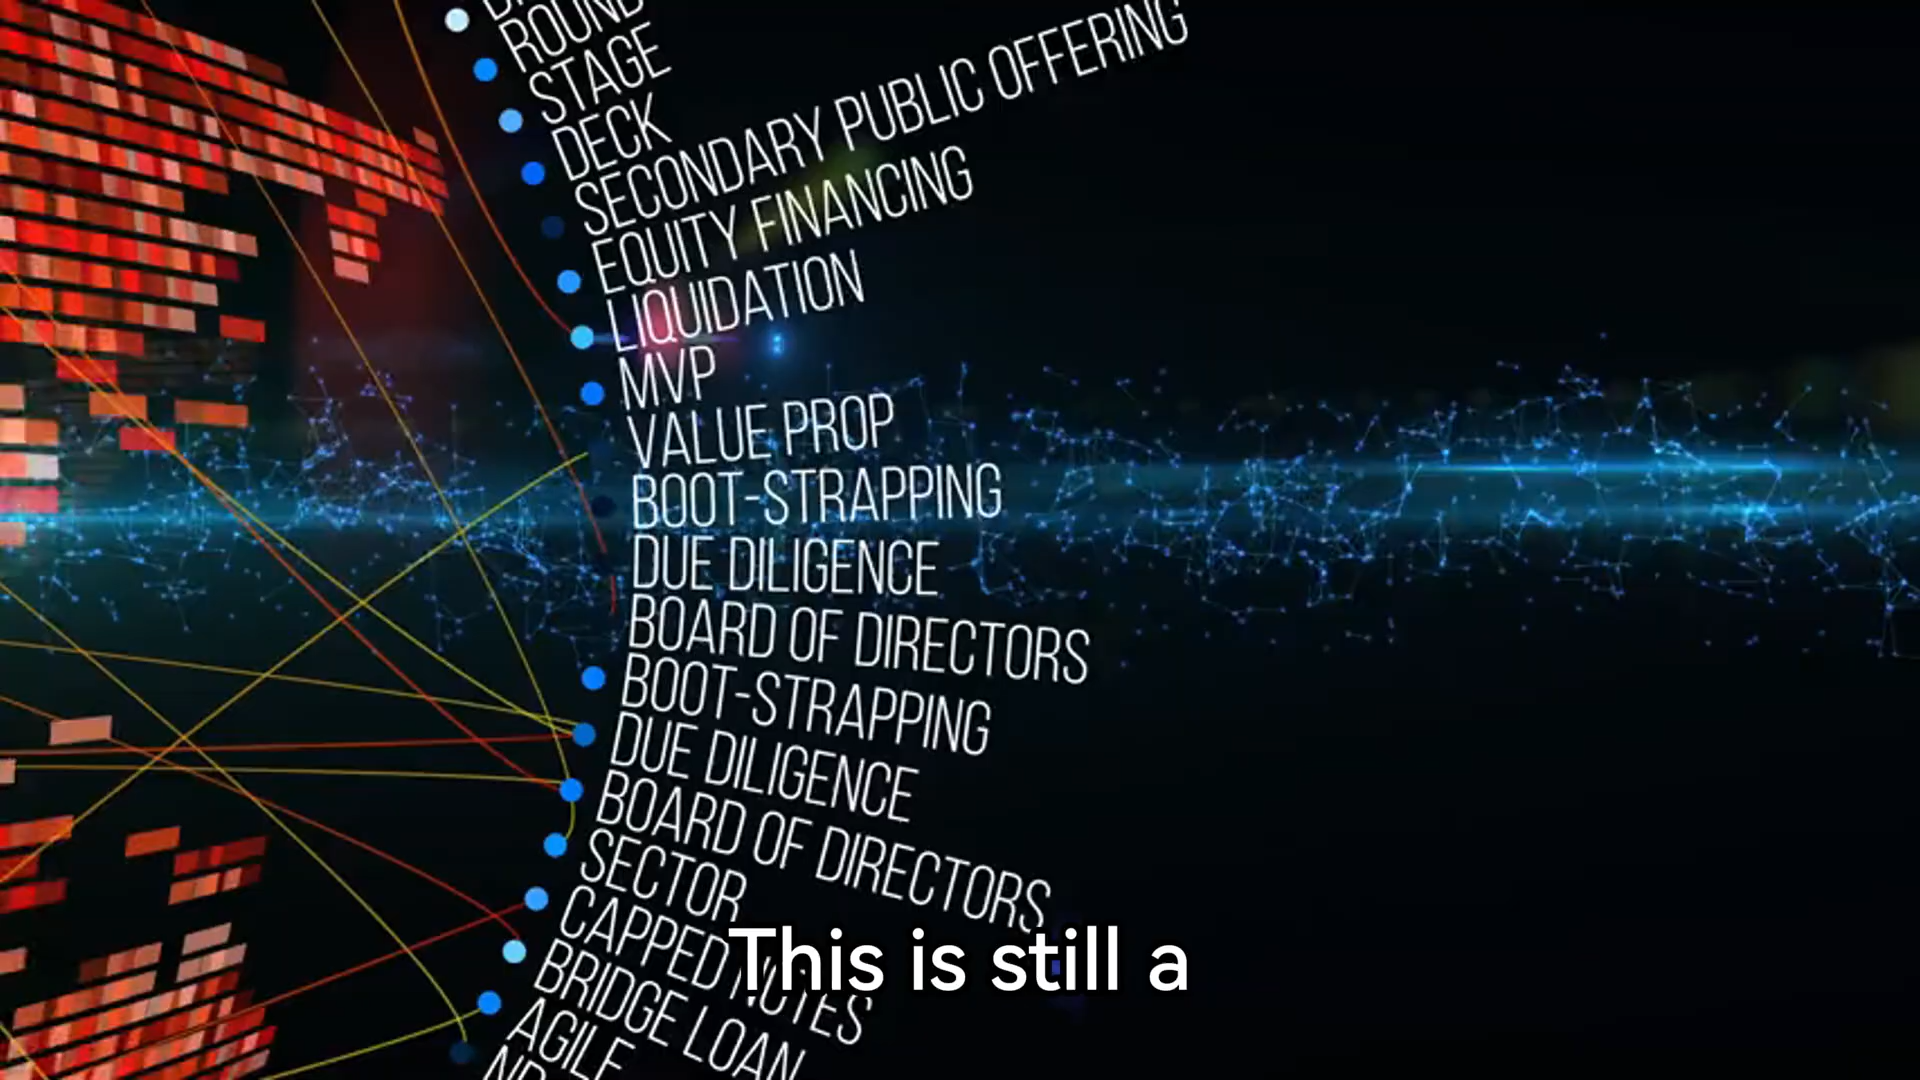 ROUND
STAGE
DECK
SECONDARY PUBLIC OFFERING
EQUITY FINANCING
LIQUIDATION
MVP
VALUE PROP
BOOT-STRAPPING
DUE DILIGENCE
BOARD OF DIRECTORS
BOOT-STRAPPING
DUE DILIGENCE
BOARD OF DIRECTORS
SECTOR
CAPPED NOTES
BRIDGE LOAN
AGILE
This is still a